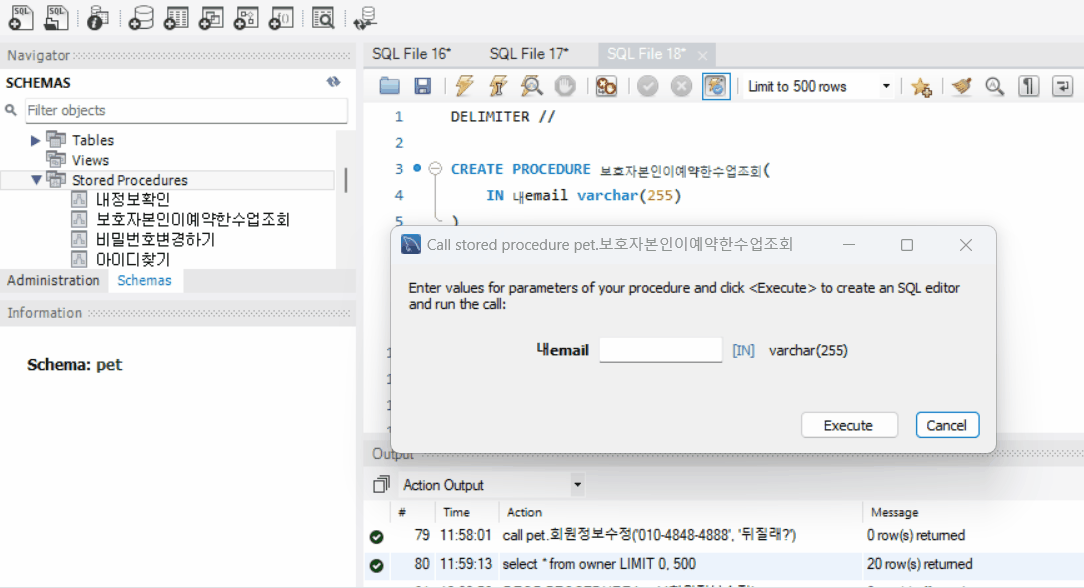 SQL
SQL
Navigator
SCHEMAS
Filter objects
Tables
Views
Stored Procedures
내정보확인
보호자본인이예약한수업조회
비밀번호변경하기
아이디찾기
Administration Schemas
Information
Schema: pet
SQL File 16* SQL File 17* SQL File 18*
Limit to 500 rows
1 DELIMITER //
2
3 CREATE PROCEDURE 보호자본인이예약한수업조회(
4 IN 내email varchar(255)
5 )
Call stored procedure pet.보호자본인이예약한수업조회
Enter values for parameters of your procedure and click <Execute> to create an SQL editor
and run the call:
내email [IN] varchar(255)
Execute Cancel
Output
Action Output
# Time Action Message
79 11:58:01 call pet.회원정보수정('010-4848-4888', '뒤질래?') 0 row(s) returned
80 11:59:13 select * from owner LIMIT 0, 500 20 row(s) returned